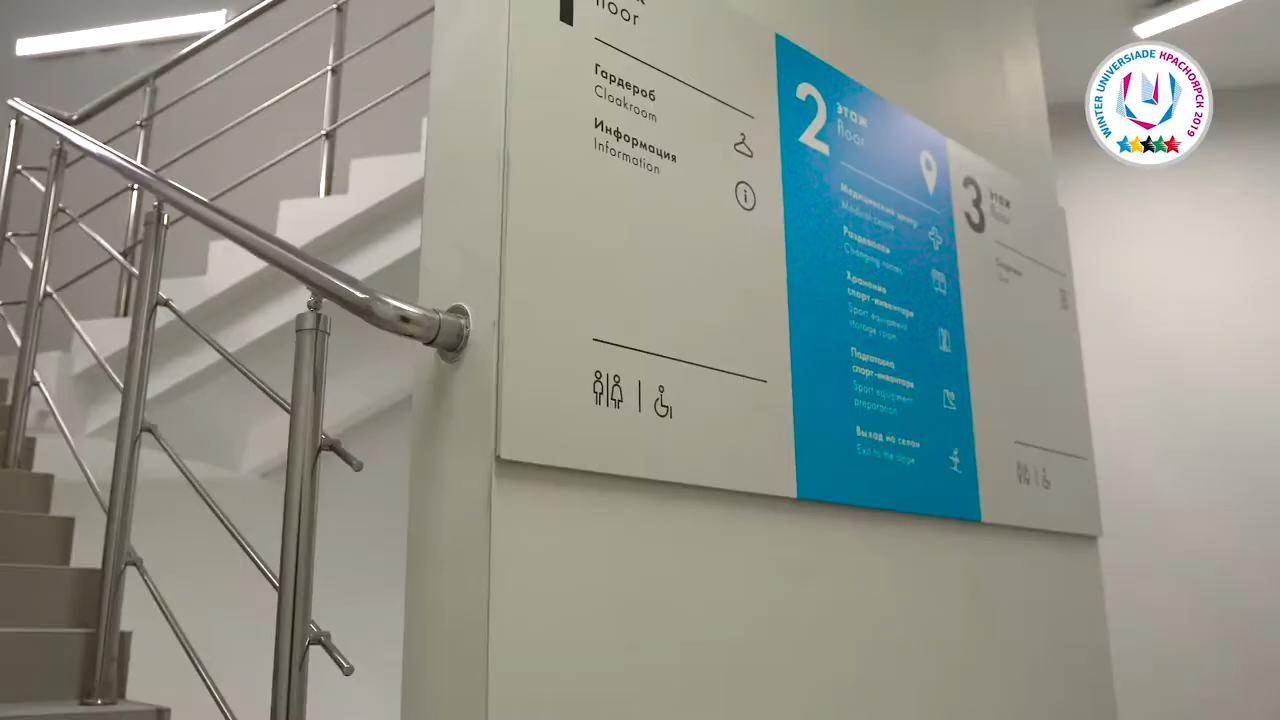 floor
Гардероб
Cloakroom
Информация
Information
2
этаж
floor
Медицинский центр
Medical centre
Раздевалки
Changing rooms
Хранение
спорт-инвентаря
Sport equipment
storage room
Подготовка
спорт-инвентаря
Sport equipment
preparation
Выход на склон
Exit to the slope
3
этаж
floor
WINTER UNIVERSIADE КРАСНОЯРСК 2019